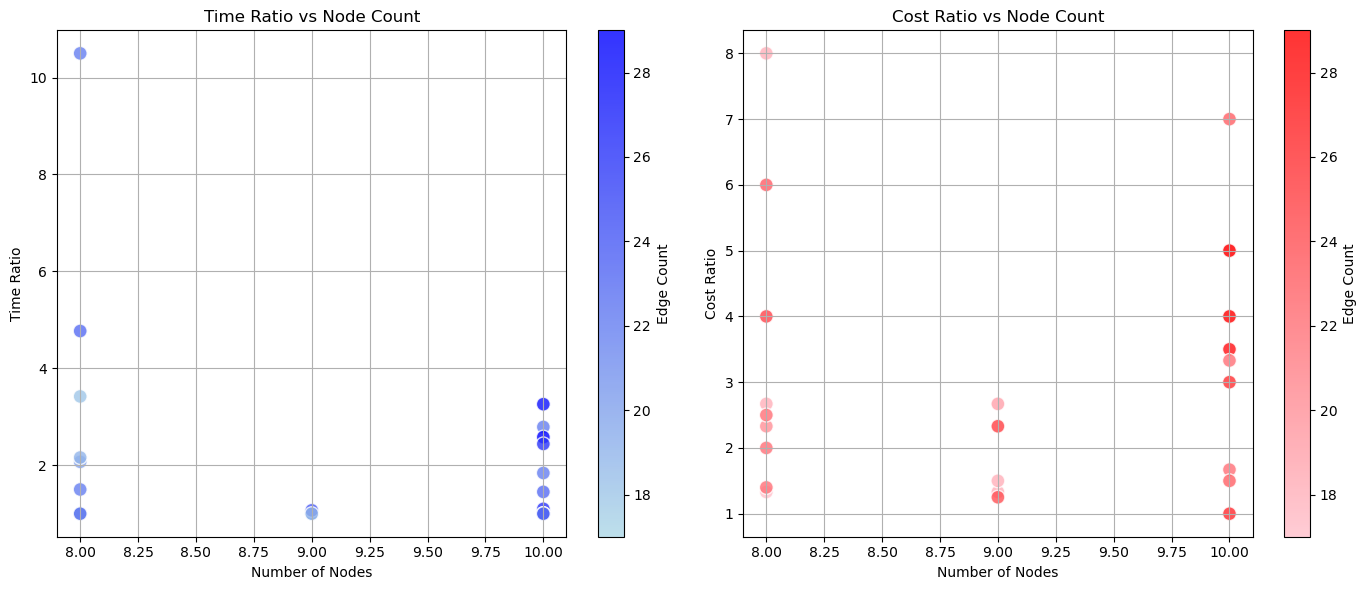 Time Ratio vs Node Count
Time Ratio
10
8
6
4
2
8.00 8.25 8.50 8.75 9.00 9.25 9.50 9.75 10.00
Number of Nodes
28
26
24
22
20
18
Edge Count
Cost Ratio vs Node Count
Cost Ratio
8
7
6
5
4
3
2
1
8.00 8.25 8.50 8.75 9.00 9.25 9.50 9.75 10.00
Number of Nodes
28
26
24
22
20
18
Edge Count